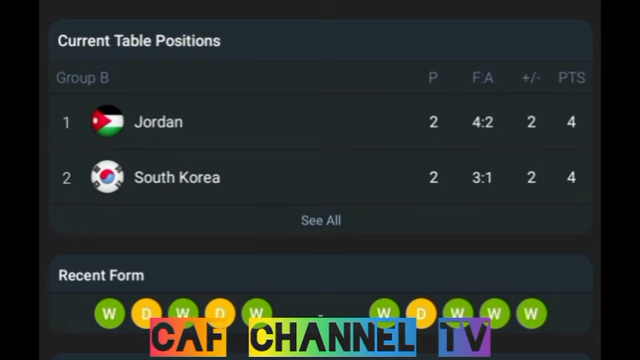 Current Table Positions
Group B P F:A +/- PTS
1 Jordan 2 4:2 2 4
2 South Korea 2 3:1 2 4
See All
Recent Form
W D W D W - W D W W W
CAF CHANNEL TV